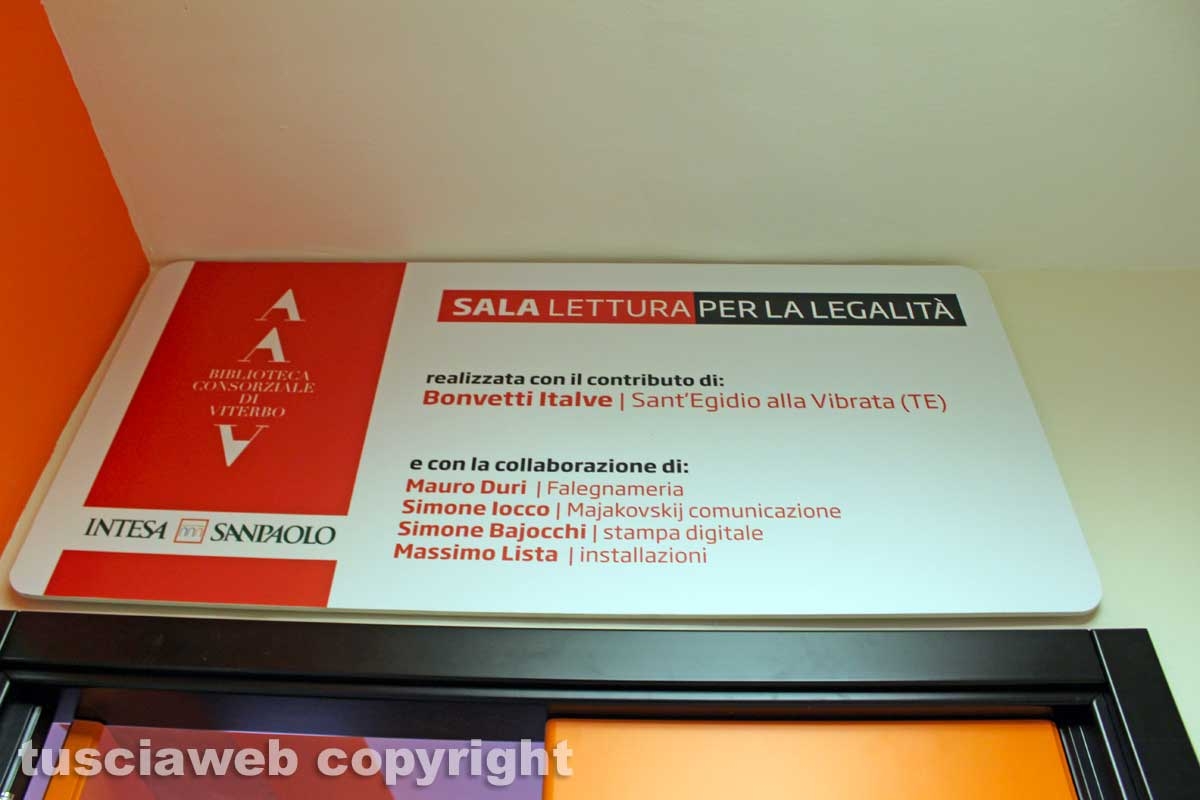 A
A
BIBLIOTECA
CONSORZIALE
DI
VITERBO
V
INTESA SANPAOLO
SALA LETTURA PER LA LEGALITÀ
realizzata con il contributo di:
Bonvetti Italve | Sant'Egidio alla Vibrata (TE)
e con la collaborazione di:
Mauro Duri | Falegnameria
Simone Iocco | Majakovskij comunicazione
Simone Bajocchi | stampa digitale
Massimo Lista | installazioni
tusciaweb copyright